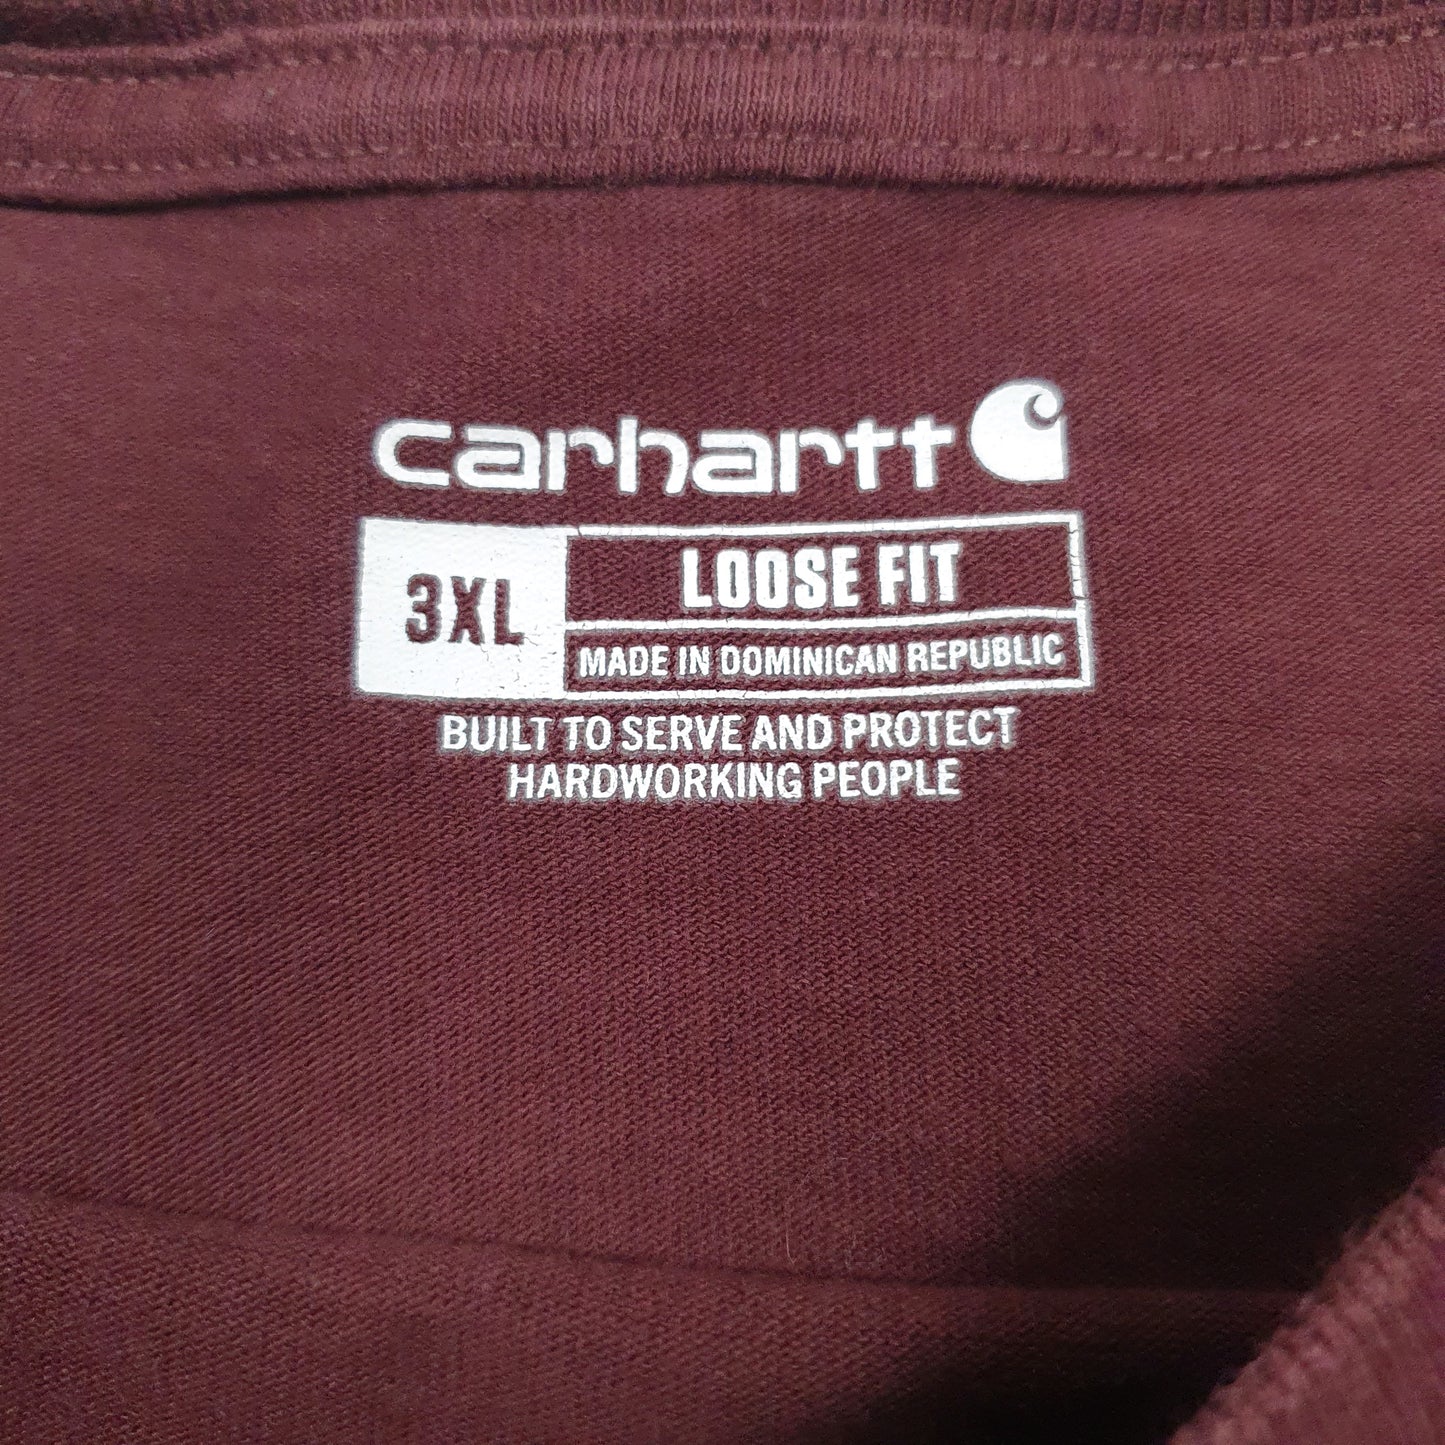 carhartt
3XL
LOOSE FIT
MADE IN DOMINICAN REPUBLIC
BUILT TO SERVE AND PROTECT
HARDWORKING PEOPLE